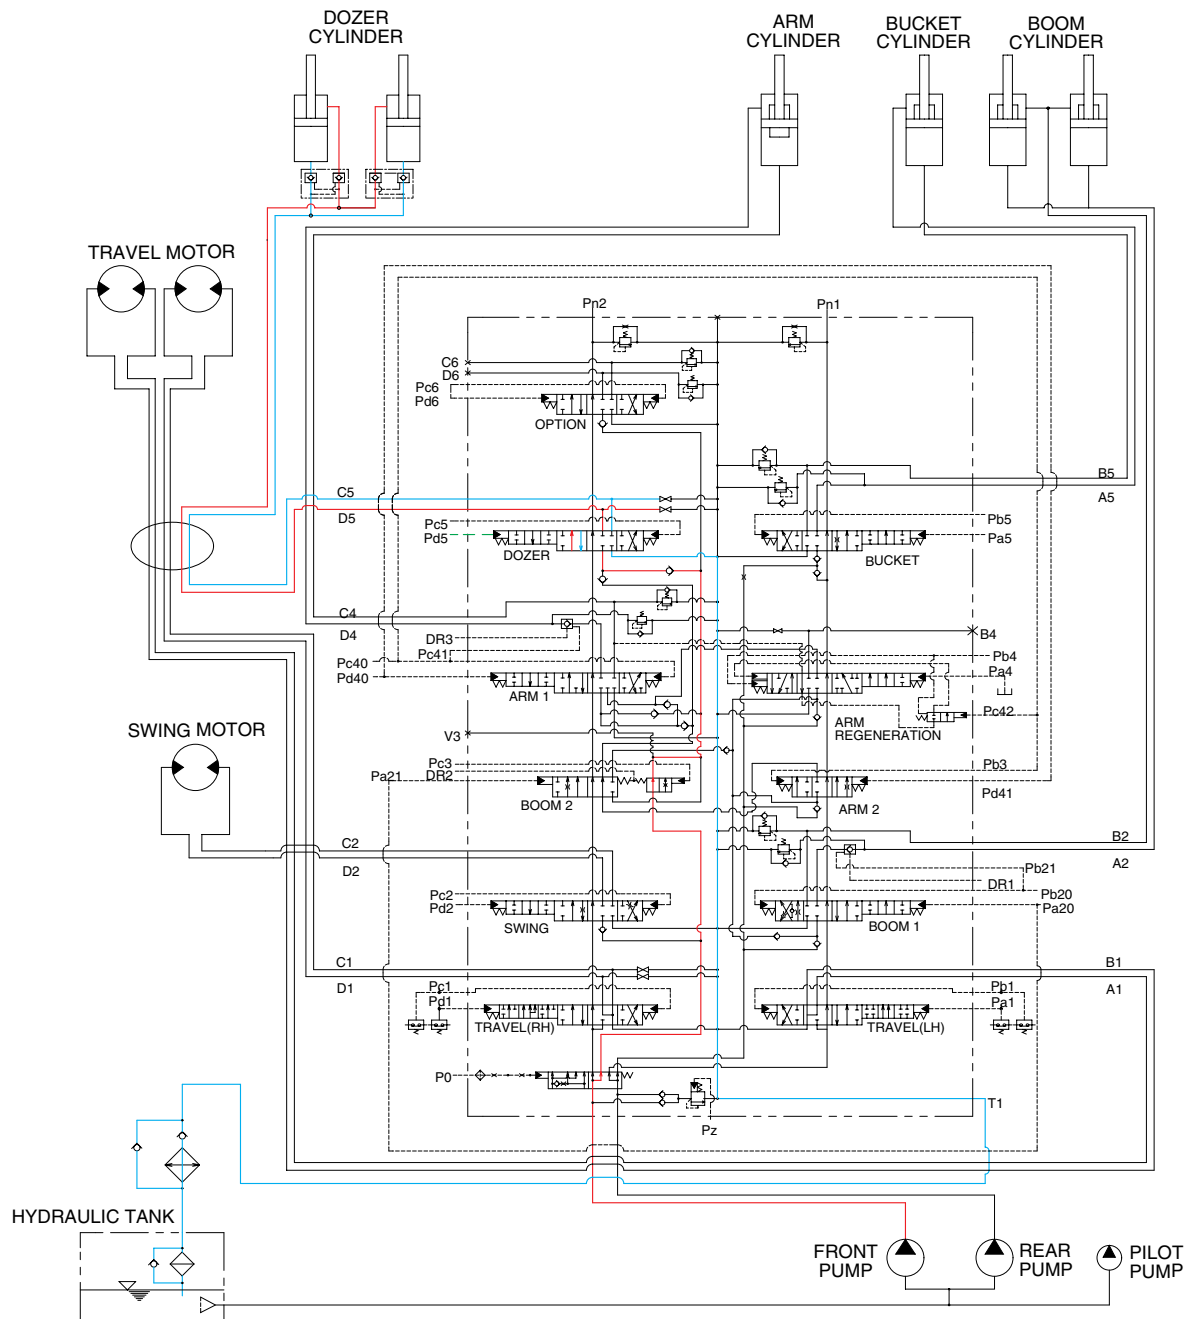 DOZER
CYLINDER
ARM
CYLINDER
BUCKET
CYLINDER
BOOM
CYLINDER
TRAVEL MOTOR
Pn2
Pn1
C6
D6
Pc6
Pd6
OPTION
C5
D5
B5
A5
Pc5
Pd5
DOZER
Pb5
Pa5
BUCKET
C4
D4
DR3
Pc41
B4
Pc40
Pd40
ARM 1
Pb4
Pa4
Pc42
ARM
REGENERATION
SWING MOTOR
V3
Pc3
DR2
Pa21
BOOM 2
Pb3
Pd41
ARM 2
C2
D2
B2
A2
Pb21
DR1
Pc2
Pd2
SWING
Pb20
Pa20
BOOM 1
C1
D1
B1
A1
Pc1
Pd1
TRAVEL(RH)
Pb1
Pa1
TRAVEL(LH)
P0
Pz
T1
HYDRAULIC TANK
FRONT
PUMP
REAR
PUMP
PILOT
PUMP